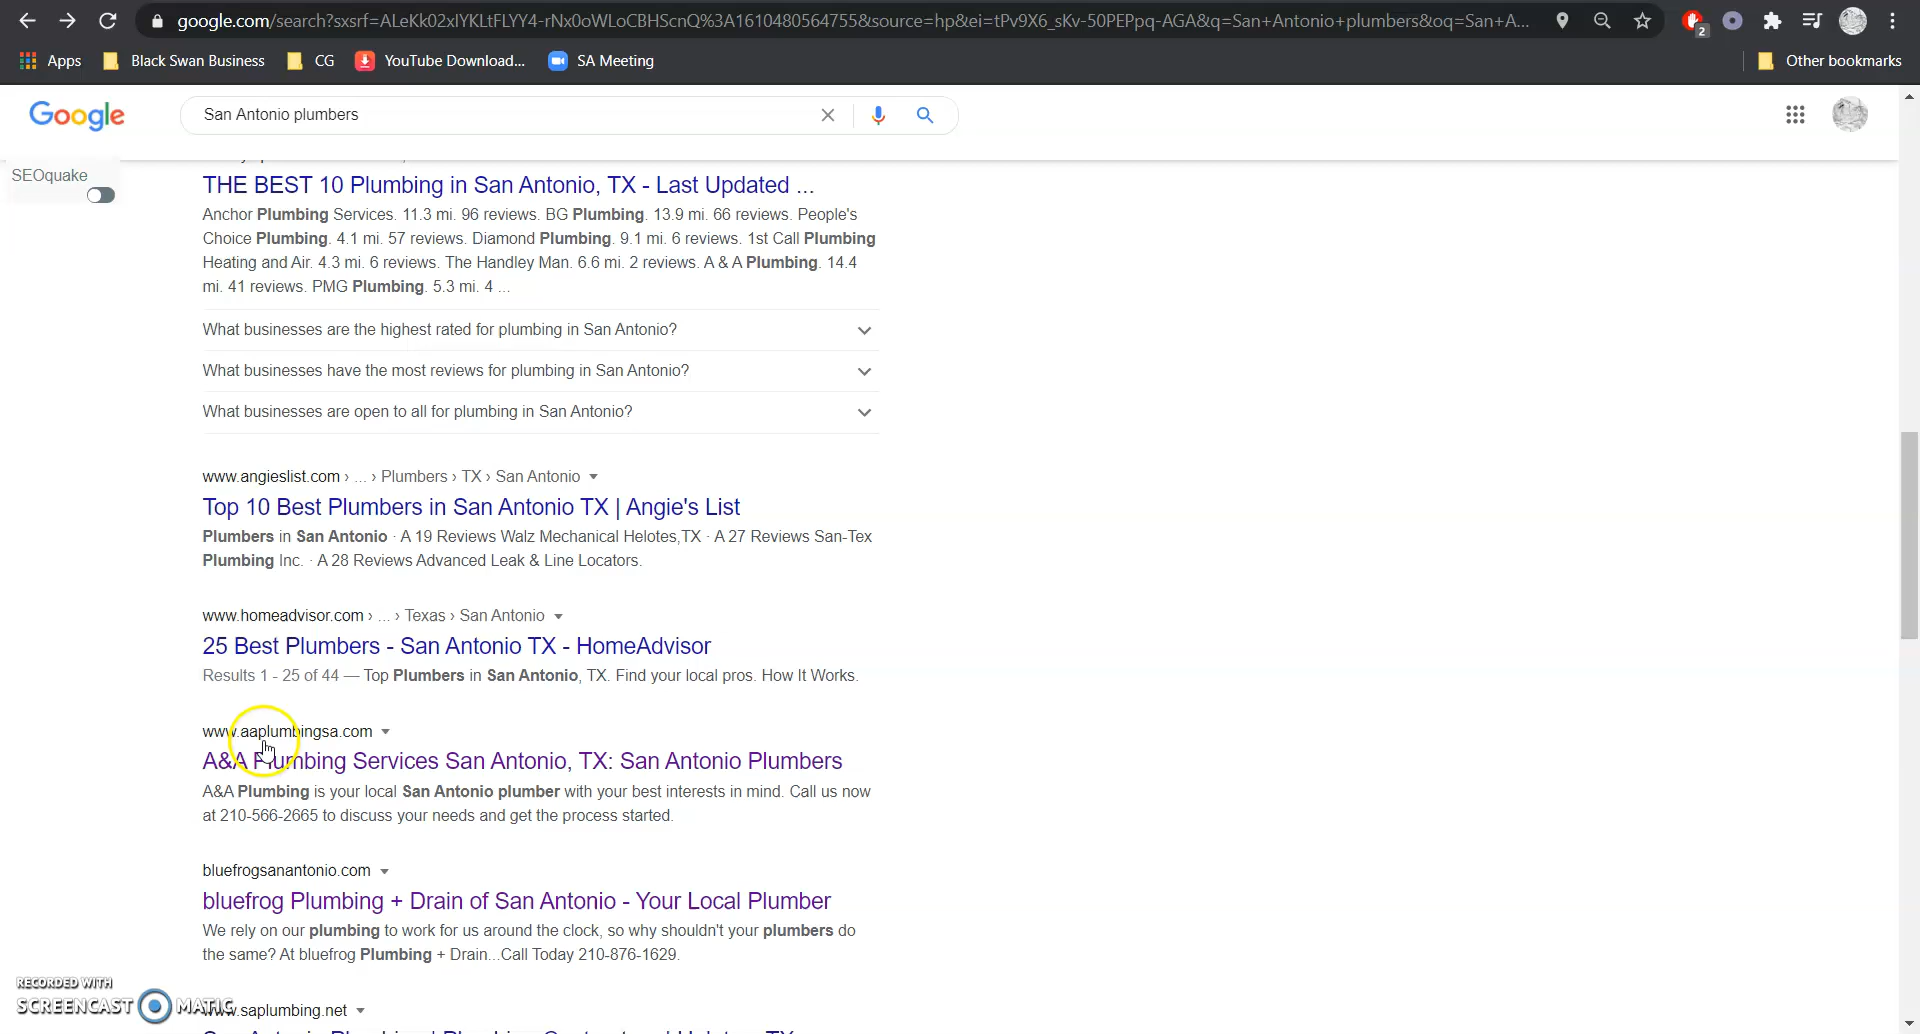 google.com/search?sxsrf=ALeKk02xIYKLtFLYY4-rNx0oWLoCBHScnQ%3A1610480564755&source=hp&ei=tPv9X6_sKv-50PEPpq-AGA&q=San+Antonio+plumbers&oq=San+A...
2
Apps
Black Swan Business
CG
YouTube Download...
SA Meeting
Other bookmarks
Google
San Antonio plumbers
SEOquake
THE BEST 10 Plumbing in San Antonio, TX - Last Updated ...
Anchor Plumbing Services. 11.3 mi. 96 reviews. BG Plumbing. 13.9 mi. 66 reviews. People's
Choice Plumbing. 4.1 mi. 57 reviews. Diamond Plumbing. 9.1 mi. 6 reviews. 1st Call Plumbing
Heating and Air. 4.3 mi. 6 reviews. The Handley Man. 6.6 mi. 2 reviews. A & A Plumbing. 14.4
mi. 41 reviews. PMG Plumbing. 5.3 mi. 4 ...
What businesses are the highest rated for plumbing in San Antonio?
What businesses have the most reviews for plumbing in San Antonio?
What businesses are open to all for plumbing in San Antonio?
www.angieslist.com › ... › Plumbers › TX › San Antonio
Top 10 Best Plumbers in San Antonio TX | Angie's List
Plumbers in San Antonio · A 19 Reviews Walz Mechanical Helotes,TX · A 27 Reviews San-Tex
Plumbing Inc. · A 28 Reviews Advanced Leak & Line Locators.
www.homeadvisor.com › ... › Texas › San Antonio
25 Best Plumbers - San Antonio TX - HomeAdvisor
Results 1 - 25 of 44 — Top Plumbers in San Antonio, TX. Find your local pros. How It Works.
www.aaplumbingsa.com
A&A Plumbing Services San Antonio, TX: San Antonio Plumbers
A&A Plumbing is your local San Antonio plumber with your best interests in mind. Call us now
at 210-566-2665 to discuss your needs and get the process started.
bluefrogsanantonio.com
bluefrog Plumbing + Drain of San Antonio - Your Local Plumber
We rely on our plumbing to work for us around the clock, so why shouldn't your plumbers do
the same? At bluefrog Plumbing + Drain...Call Today 210-876-1629.
RECORDED WITH
SCREENCAST MATIC
www.saplumbing.net